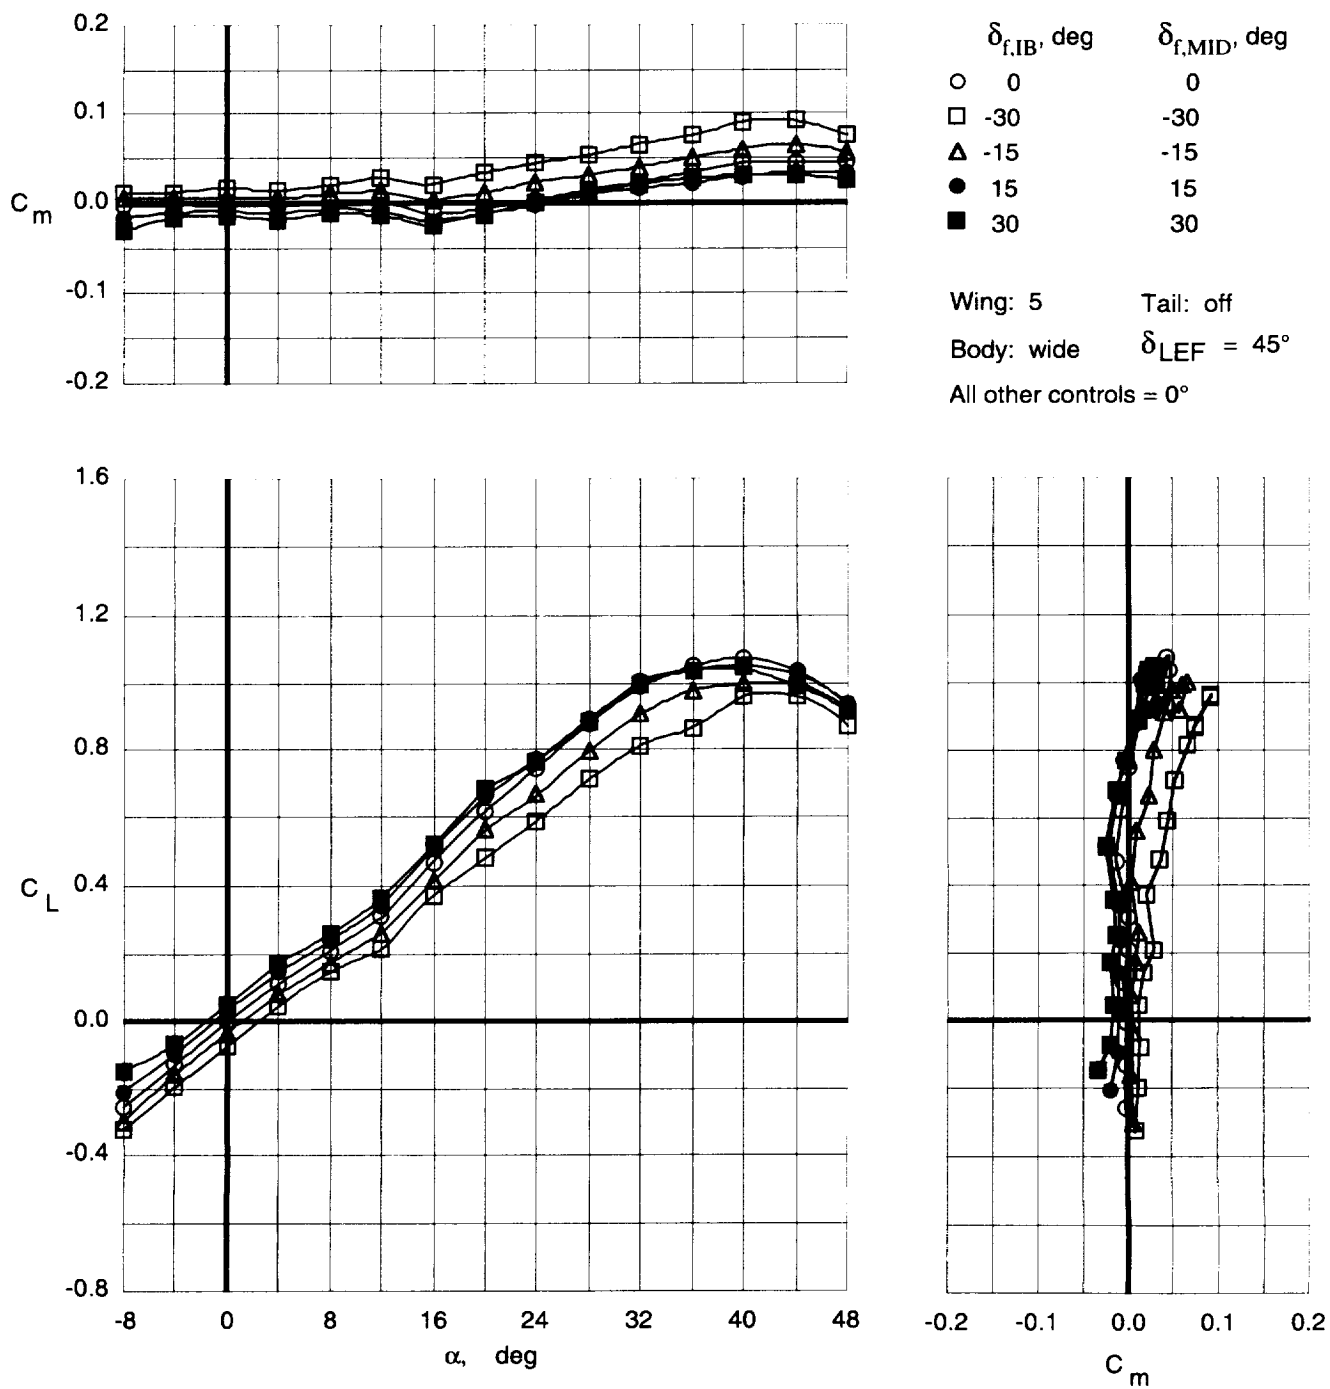 0.2
0.1
C m 0.0
-0.1
-0.2
δf,IB, deg δf,MID, deg
0 0
-30 -30
-15 -15
15 15
30 30
Wing: 5 Tail: off
Body: wide δLEF = 45°
All other controls = 0°
1.6
1.2
0.8
0.4
C L
0.0
-0.4
-0.8
-8 0 8 16 24 32 40 48
α, deg
-0.2 -0.1 0.0 0.1 0.2
C m